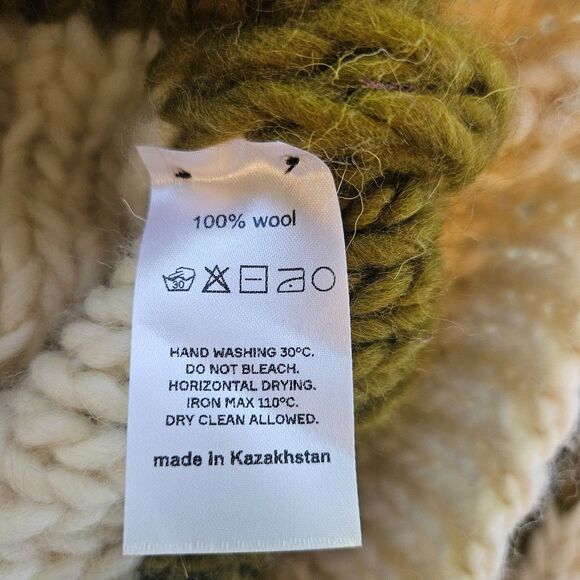 100% wool
30
HAND WASHING 30°C.
DO NOT BLEACH.
HORIZONTAL DRYING.
IRON MAX 110°C.
DRY CLEAN ALLOWED.
made in Kazakhstan